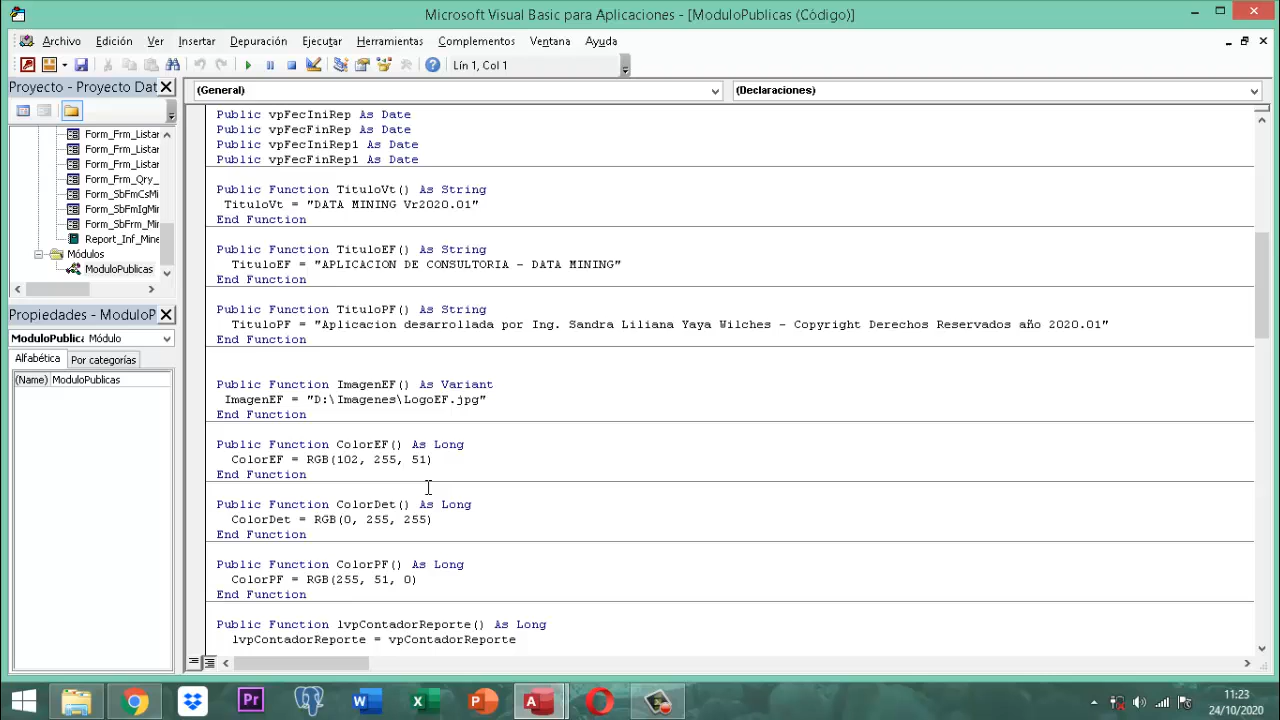 Microsoft Visual Basic para Aplicaciones - [ModuloPublicas (Código)]
Archivo Edición Ver Insertar Depuración Ejecutar Herramientas Complementos Ventana Ayuda
Lín 1, Col 1
Proyecto - Proyecto Dat
(General) (Declaraciones)
Form_Frm_Listar
Form_Frm_Listar
Form_Frm_Listar
Form_Frm_Qry_
Form_SbFmCsMi
Form_SbFmIgMin
Form_SbFrm_Mi
Report_Inf_Mine
Módulos
ModuloPublicas
Propiedades - ModuloP
ModuloPublica Módulo
Alfabética Por categorías
(Name) ModuloPublicas
Public vpFecIniRep As Date
Public vpFecFinRep As Date
Public vpFecIniRep1 As Date
Public vpFecFinRep1 As Date
Public Function TituloVt() As String
TituloVt = "DATA MINING Vr2020.01"
End Function
Public Function TituloEF() As String
TituloEF = "APLICACION DE CONSULTORIA - DATA MINING"
End Function
Public Function TituloPF() As String
TituloPF = "Aplicacion desarrollada por Ing. Sandra Liliana Yaya Wilches - Copyright Derechos Reservados año 2020.01"
End Function
Public Function ImagenEF() As Variant
ImagenEF = "D:\Imagenes\LogoEF.jpg"
End Function
Public Function ColorEF() As Long
ColorEF = RGB(102, 255, 51)
End Function
Public Function ColorDet() As Long
ColorDet = RGB(0, 255, 255)
End Function
Public Function ColorPF() As Long
ColorPF = RGB(255, 51, 0)
End Function
Public Function lvpContadorReporte() As Long
lvpContadorReporte = vpContadorReporte
Pr W X P A
11:23
24/10/2020